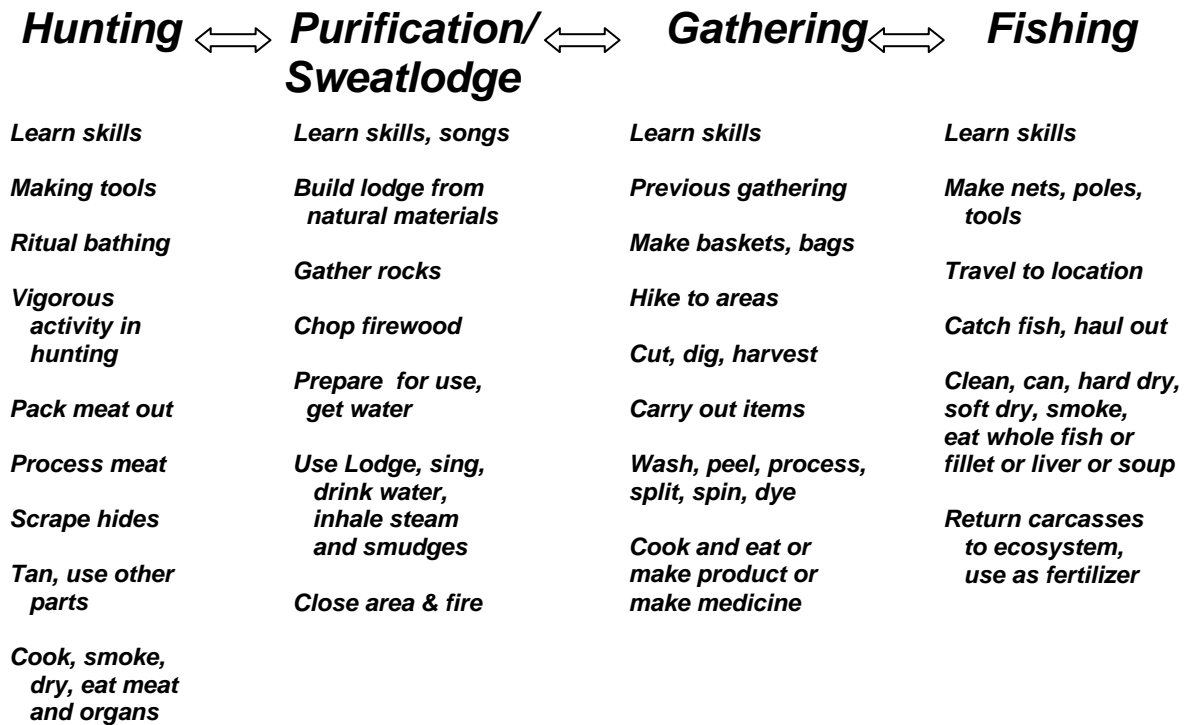 Hunting
Purification/
Sweatlodge
Gathering
Fishing
Learn skills
Making tools
Ritual bathing
Vigorous
activity in
hunting
Pack meat out
Process meat
Scrape hides
Tan, use other
parts
Cook, smoke,
dry, eat meat
and organs
Learn skills, songs
Build lodge from
natural materials
Gather rocks
Chop firewood
Prepare for use,
get water
Use Lodge, sing,
drink water,
inhale steam
and smudges
Close area & fire
Learn skills
Previous gathering
Make baskets, bags
Hike to areas
Cut, dig, harvest
Carry out items
Wash, peel, process,
split, spin, dye
Cook and eat or
make product or
make medicine
Learn skills
Make nets, poles,
tools
Travel to location
Catch fish, haul out
Clean, can, hard dry,
soft dry, smoke,
eat whole fish or
fillet or liver or soup
Return carcasses
to ecosystem,
use as fertilizer